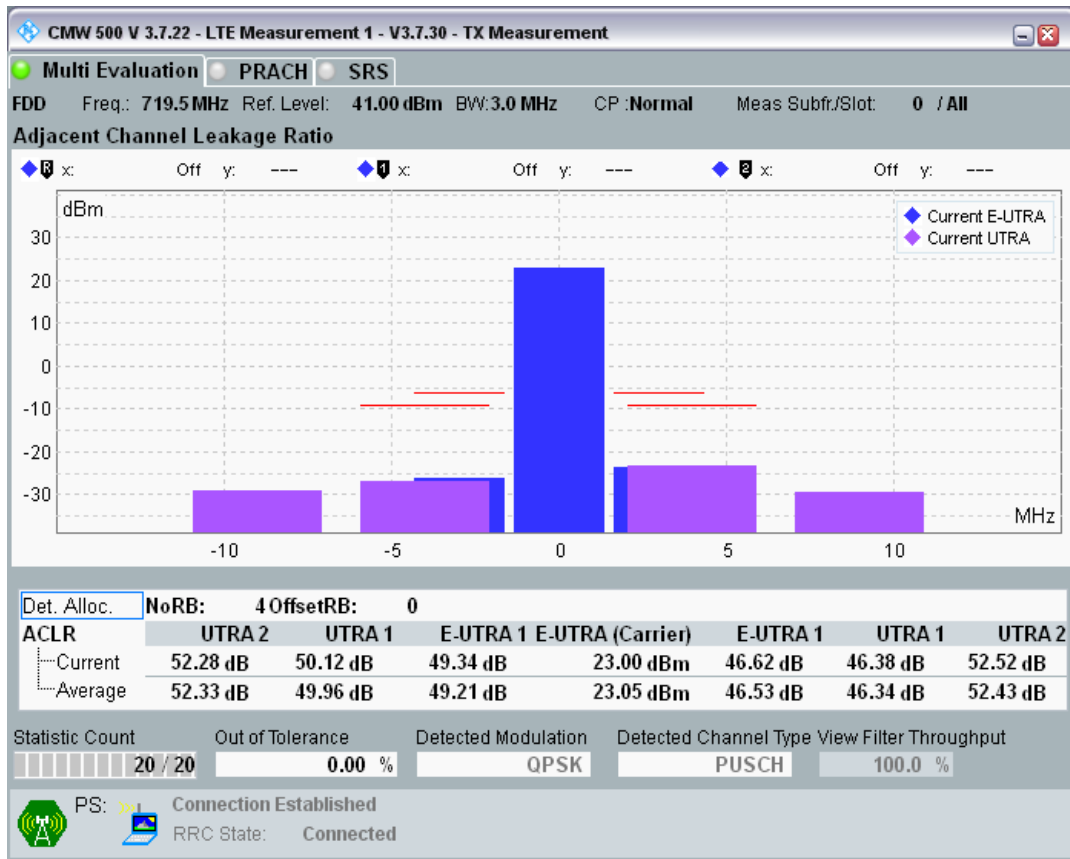 CMW 500 V 3.7.22 - LTE Measurement 1 - V3.7.30 - TX Measurement
Multi Evaluation PRACH SRS
FDD Freq.: 719.5 MHz Ref. Level: 41.00 dBm BW: 3.0 MHz CP :Normal Meas Subfr./Slot: 0 / All
Adjacent Channel Leakage Ratio
R x: Off y: --- 1 x: Off y: --- 2 x: Off y: ---
dBm
Current E-UTRA
Current UTRA
30
20
10
0
-10
-20
-30
MHz
-10 -5 0 5 10
Det. Alloc. NoRB: 4 OffsetRB: 0
ACLR UTRA 2 UTRA 1 E-UTRA 1 E-UTRA (Carrier) E-UTRA 1 UTRA 1 UTRA 2
Current 52.28 dB 50.12 dB 49.34 dB 23.00 dBm 46.62 dB 46.38 dB 52.52 dB
Average 52.33 dB 49.96 dB 49.21 dB 23.05 dBm 46.53 dB 46.34 dB 52.43 dB
Statistic Count Out of Tolerance Detected Modulation Detected Channel Type View Filter Throughput
20 / 20 0.00 % QPSK PUSCH 100.0 %
PS: Connection Established
RRC State: Connected